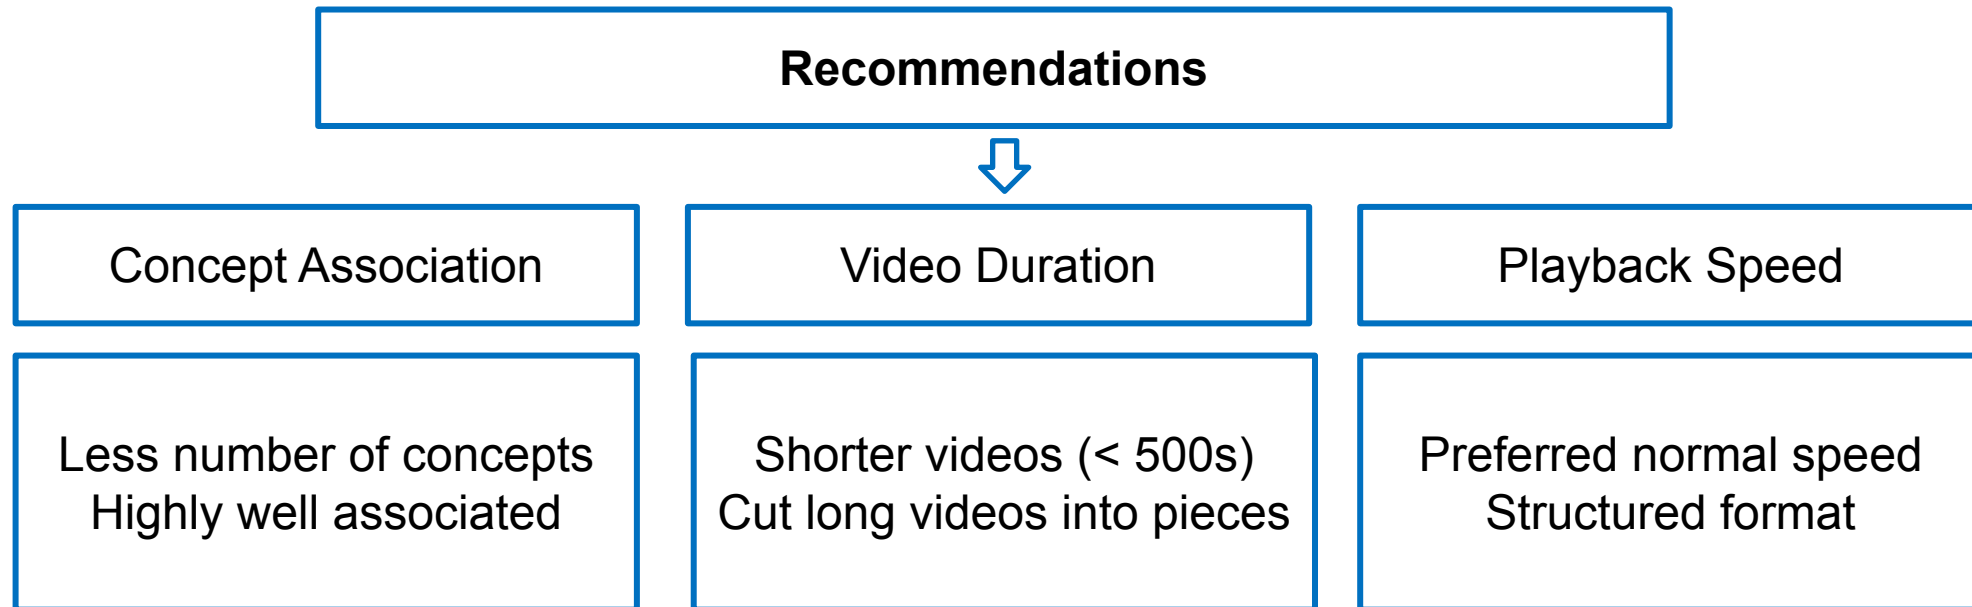 Recommendations
Concept Association
Video Duration
Playback Speed
Less number of concepts
Highly well associated
Shorter videos (< 500s)
Cut long videos into pieces
Preferred normal speed
Structured format